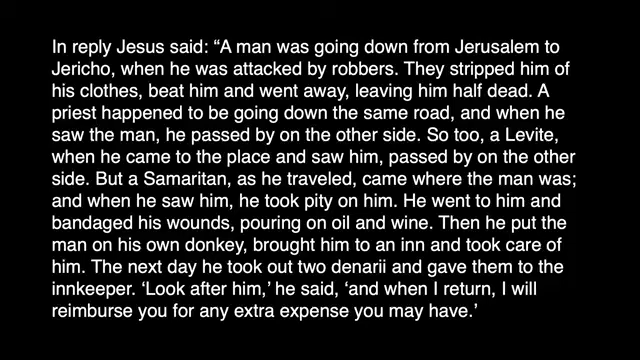 In reply Jesus said: “A man was going down from Jerusalem to
Jericho, when he was attacked by robbers. They stripped him of
his clothes, beat him and went away, leaving him half dead. A
priest happened to be going down the same road, and when he
saw the man, he passed by on the other side. So too, a Levite,
when he came to the place and saw him, passed by on the other
side. But a Samaritan, as he traveled, came where the man was;
and when he saw him, he took pity on him. He went to him and
bandaged his wounds, pouring on oil and wine. Then he put the
man on his own donkey, brought him to an inn and took care of
him. The next day he took out two denarii and gave them to the
innkeeper. ‘Look after him,’ he said, ‘and when I return, I will
reimburse you for any extra expense you may have.’